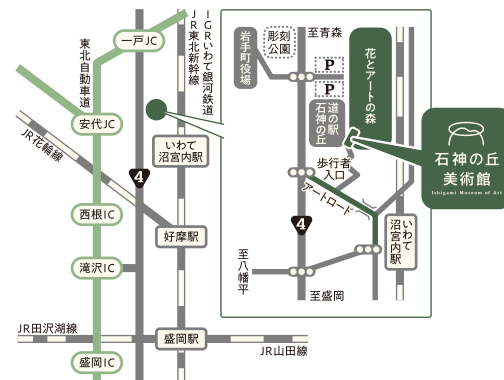 一戸JC
東北自動車道
JR東北新幹線
IGRいわて銀河鉄道
安代JC
JR花輪線
いわて
沼宮内駅
4
西根IC
好摩駅
滝沢IC
JR田沢湖線
盛岡駅
JR山田線
盛岡IC
岩手町役場
彫刻
公園
至青森
P
P
花とアートの森
道の駅
石神の丘
石神の丘
美術館
Ishigami Museum of Art
歩行者
入口
アートロード
4
いわて
沼宮内駅
至八幡平
至盛岡